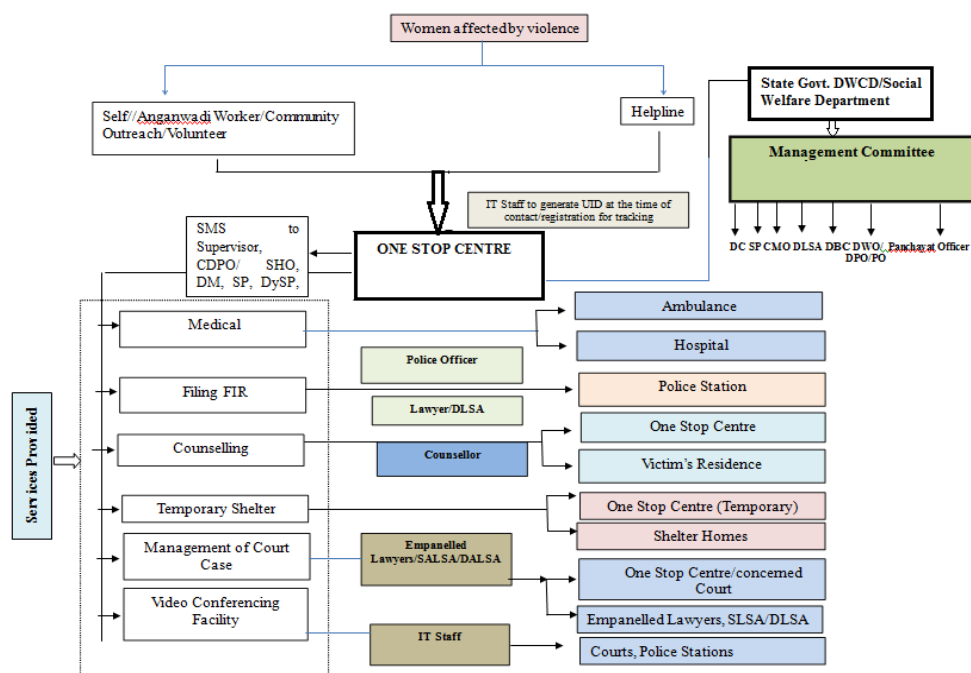 Women affected by violence
State Govt. DWCD/Social
Welfare Department
Self//Anganwadi Worker/Community
Outreach/Volunteer
Helpline
Management Committee
IT Staff to generate UID at the time of
contact/registration for tracking
SMS to
Supervisor,
CDPO/ SHO,
DM, SP, DySP,
ONE STOP CENTRE
DC SP CMO DLSA DBC DWO/ Panchayat Officer
DPO/PO
Services Provided
Medical
Ambulance
Hospital
Police Officer
Filing FIR
Police Station
Lawyer/DLSA
Counselling
Counsellor
One Stop Centre
Victim's Residence
Temporary Shelter
One Stop Centre (Temporary)
Shelter Homes
Management of Court
Case
Empanelled
Lawyers/SALSA/DALSA
One Stop Centre/concerned
Court
Empanelled Lawyers, SLSA/DLSA
Video Conferencing
Facility
IT Staff
Courts, Police Stations